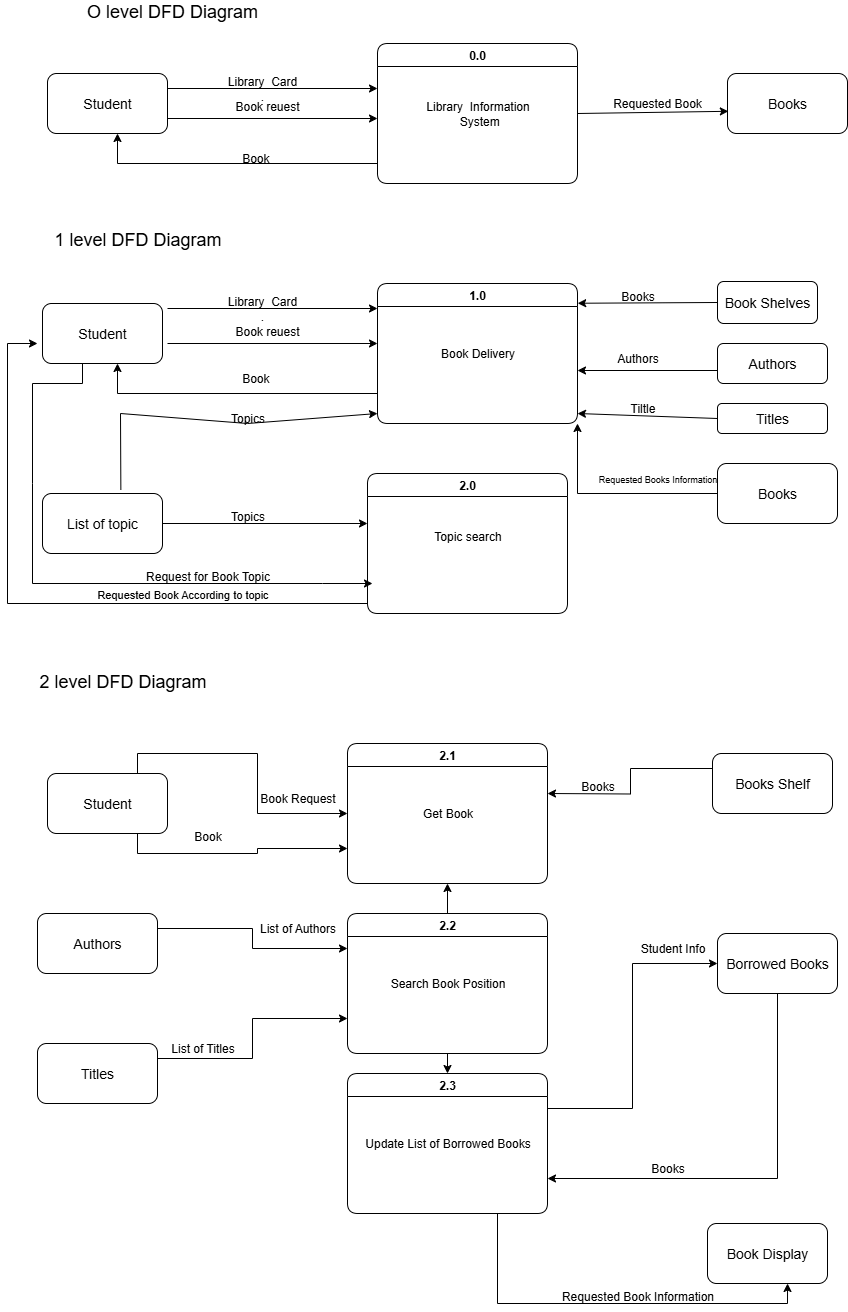 O level DFD Diagram
0.0
Student
Library Card
Book reuest
Book
Library Information
System
Requested Book
Books
1 level DFD Diagram
1.0
Student
Library Card
Book reuest
Book
Topics
Book Delivery
Books
Book Shelves
Authors
Authors
Tiltle
Titles
Requested Books Information
Books
2.0
List of topic
Topics
Topic search
Request for Book Topic
Requested Book According to topic
2 level DFD Diagram
2.1
Student
Book Request
Book
Get Book
Books
Books Shelf
2.2
Authors
List of Authors
Search Book Position
Student Info
Borrowed Books
List of Titles
Titles
2.3
Update List of Borrowed Books
Books
Book Display
Requested Book Information